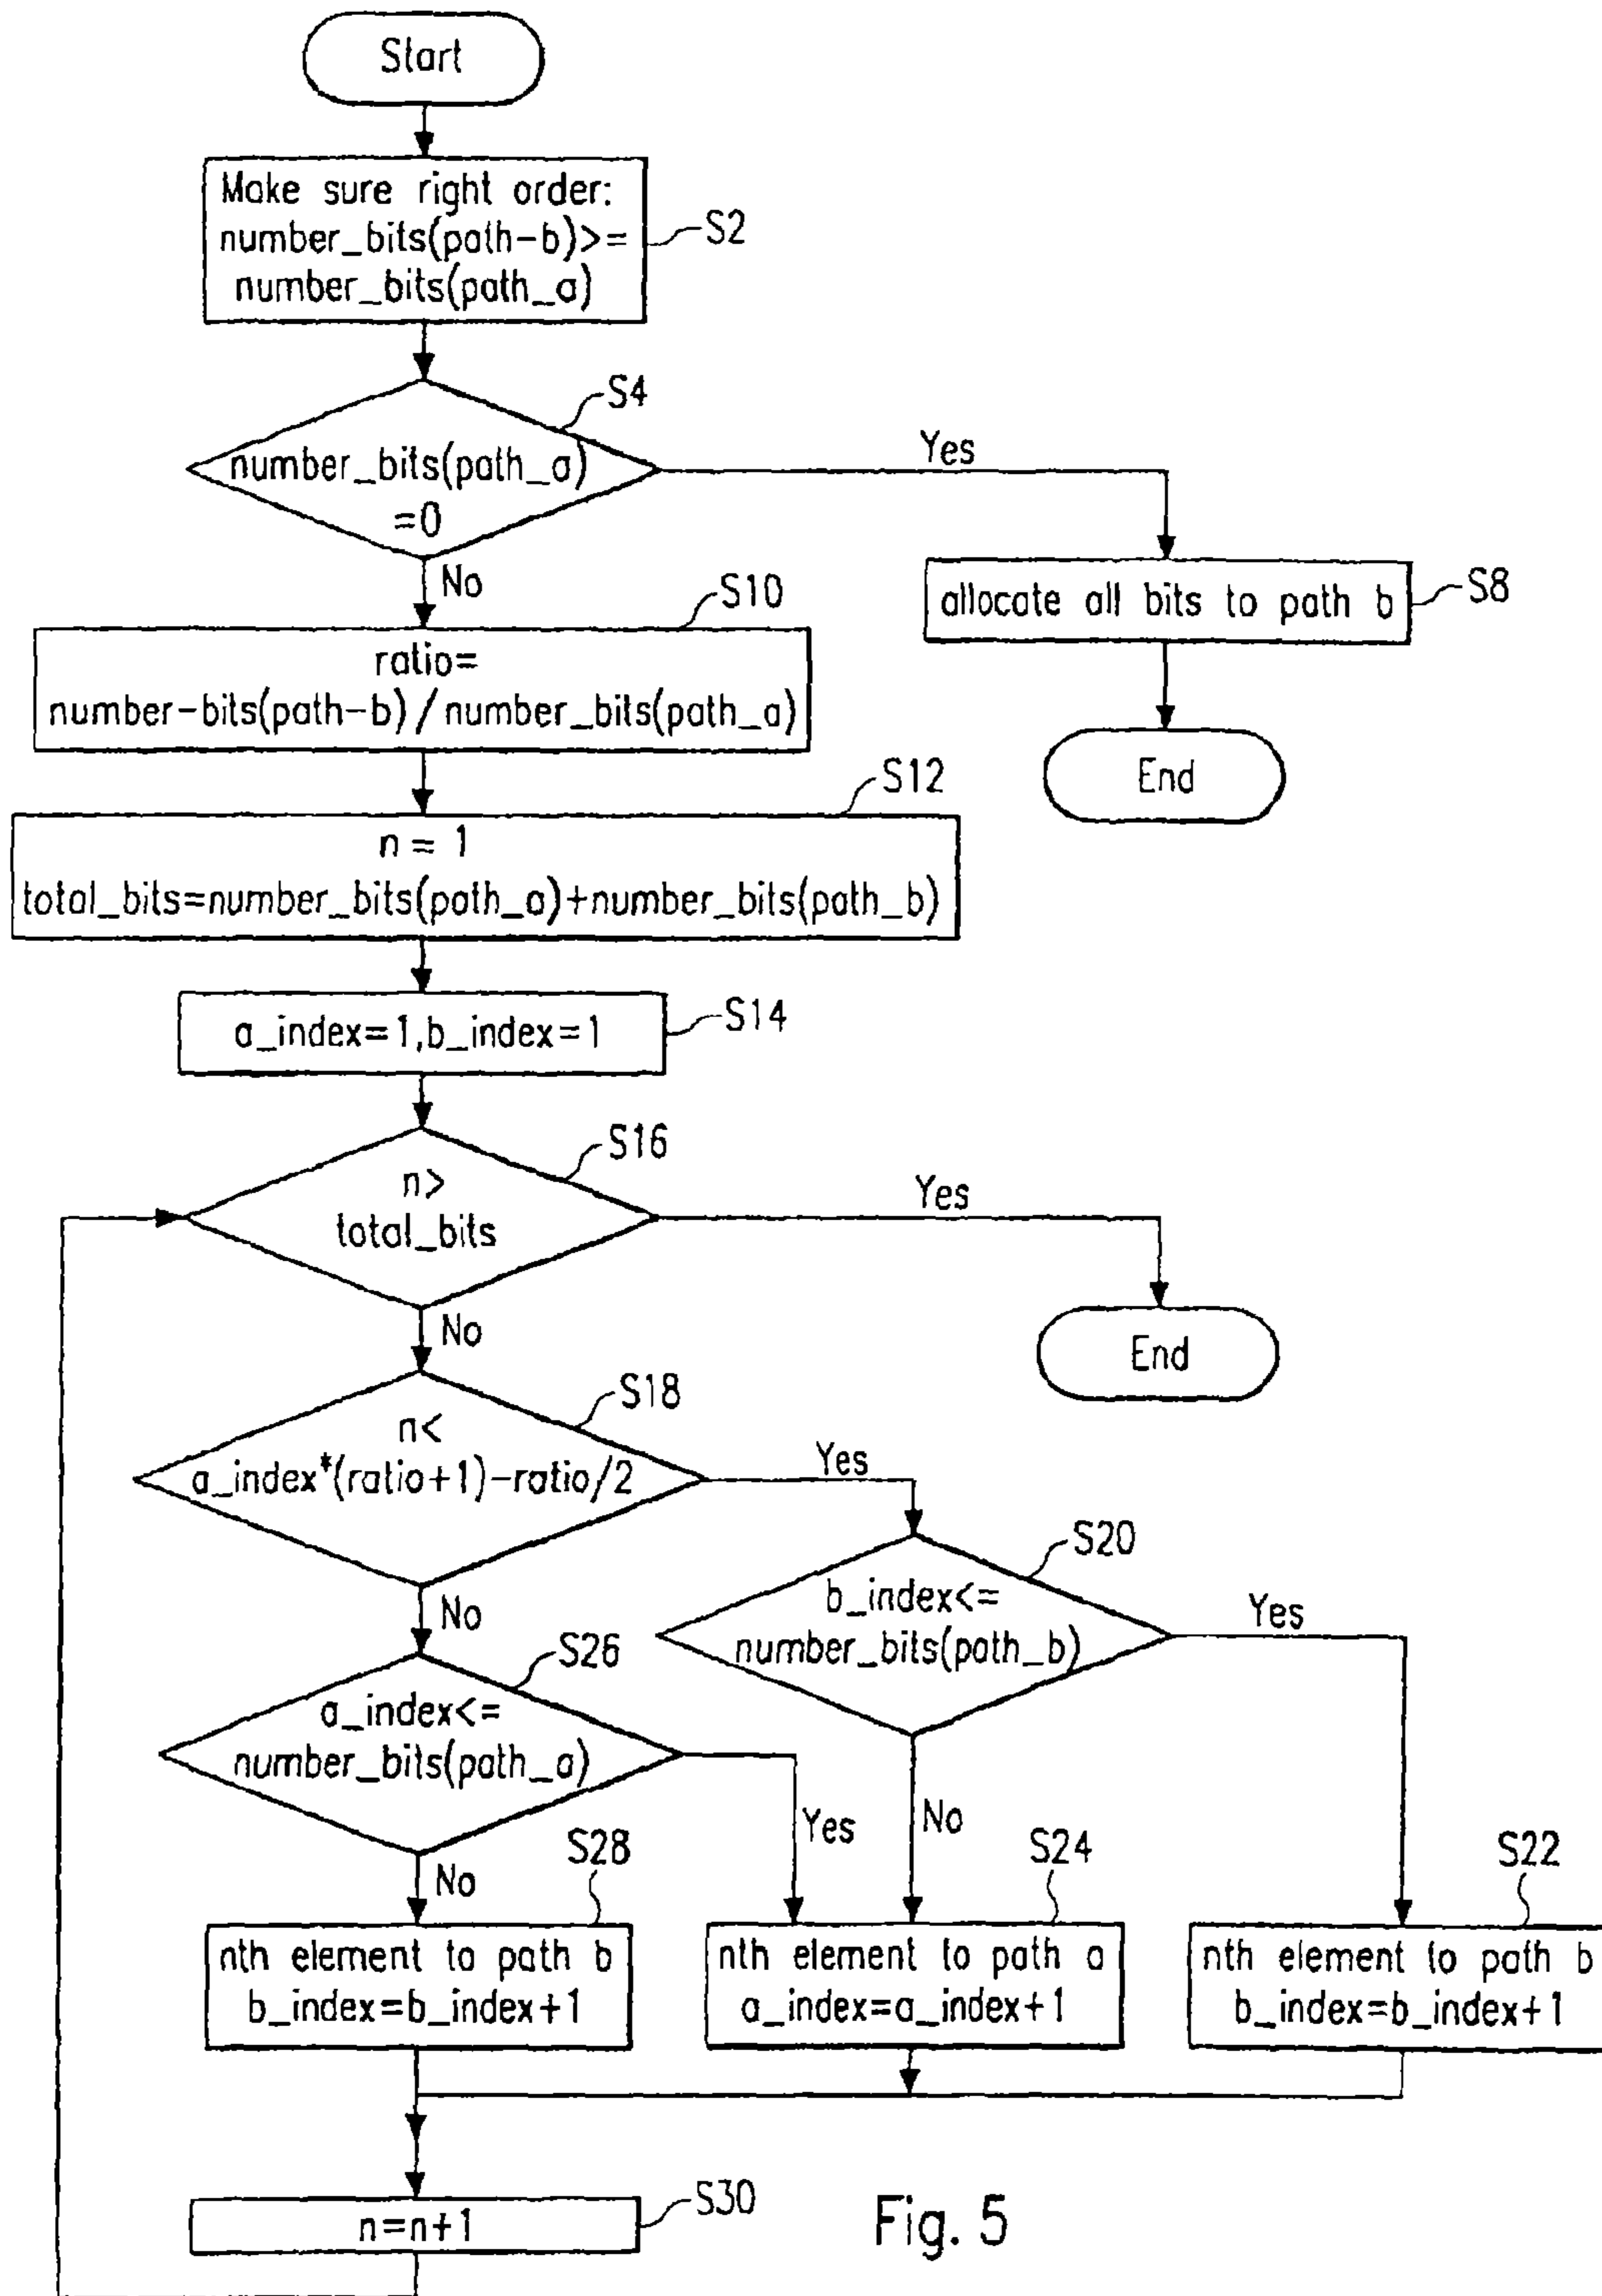 Start
Make sure right order:
number_bits(path-b)>=
number_bits(path_a)
S2
S4
number_bits(path_a)
=0
Yes
No
S10
allocate all bits to path b
S8
ratio=
number-bits(path-b)/number_bits(path_a)
End
S12
n = 1
total_bits=number_bits(path_a)+number_bits(path_b)
a_index=1,b_index=1
S14
S16
n>
total_bits
Yes
No
End
S18
n<
a_index*(ratio+1)-ratio/2
Yes
No
S20
b_index<=
number_bits(path_b)
Yes
S26
a_index<=
number_bits(path_a)
Yes
No
No
S28
S24
S22
nth element to path b
b_index=b_index+1
nth element to path a
a_index=a_index+1
nth element to path b
b_index=b_index+1
n=n+1
S30
Fig. 5